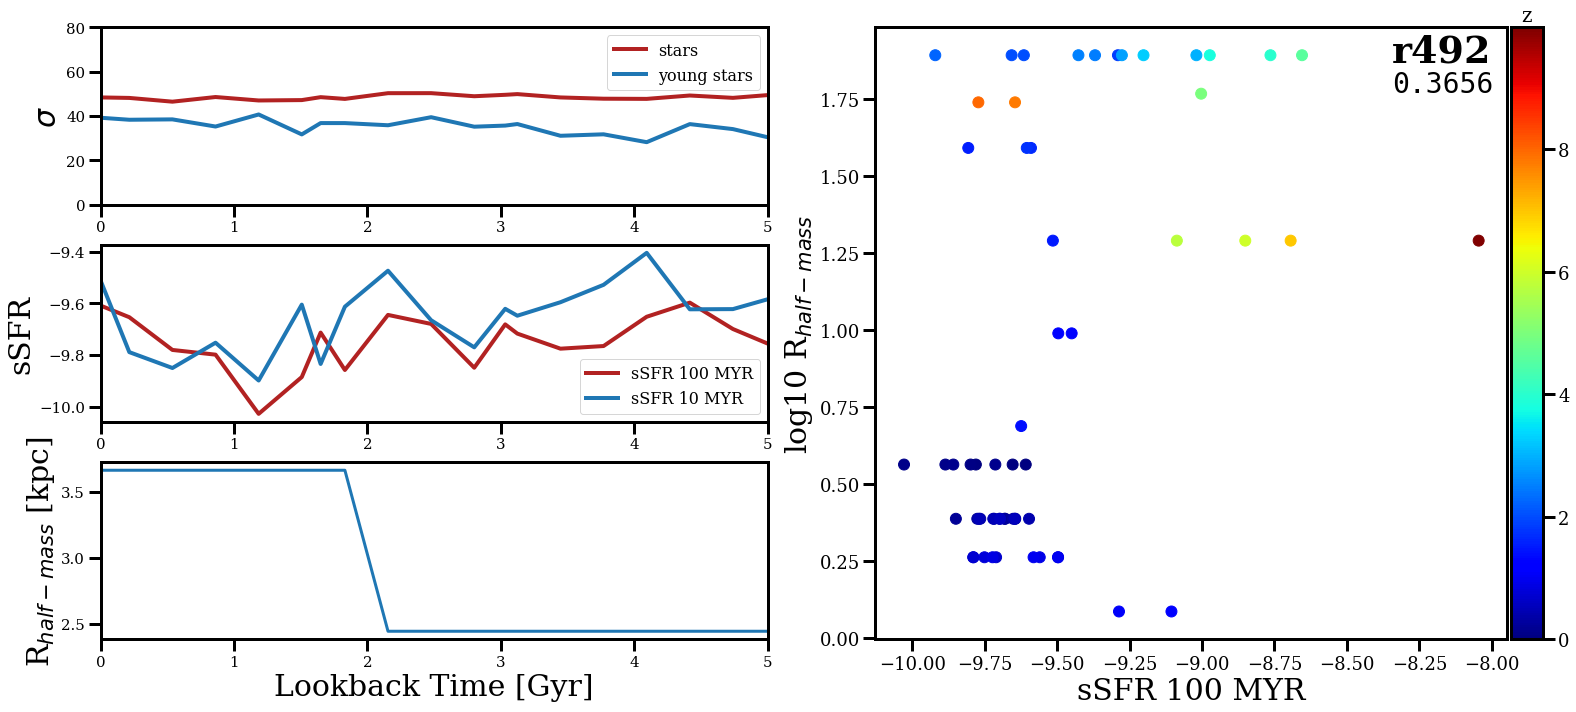 80
60
40
20
0
σ
stars
young stars
0 1 2 3 4 5
−9.4
−9.6
−9.8
−10.0
sSFR
sSFR 100 MYR
sSFR 10 MYR
0 1 2 3 4 5
3.5
3.0
2.5
R_half−mass [kpc]
0 1 2 3 4 5
Lookback Time [Gyr]
r492
0.3656
1.75
1.50
1.25
1.00
0.75
0.50
0.25
0.00
log10 R_half−mass
−10.00 −9.75 −9.50 −9.25 −9.00 −8.75 −8.50 −8.25 −8.00
sSFR 100 MYR
z
8
6
4
2
0